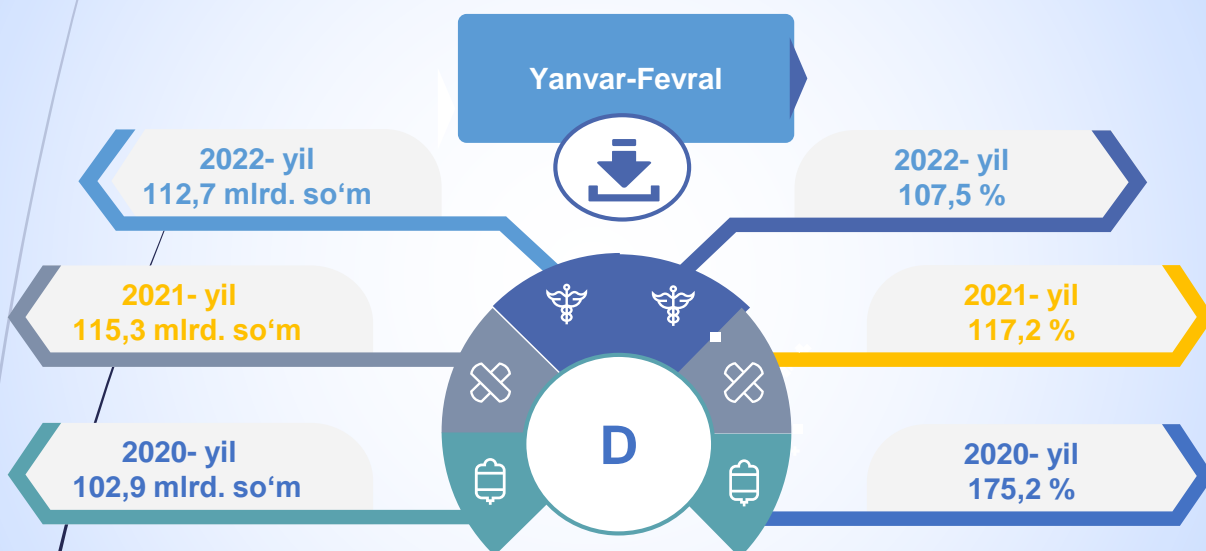 Yanvar-Fevral
2022- yil
112,7 mlrd. so‘m
2022- yil
107,5 %
2021- yil
115,3 mlrd. so‘m
2021- yil
117,2 %
2020- yil
102,9 mlrd. so‘m
D
2020- yil
175,2 %